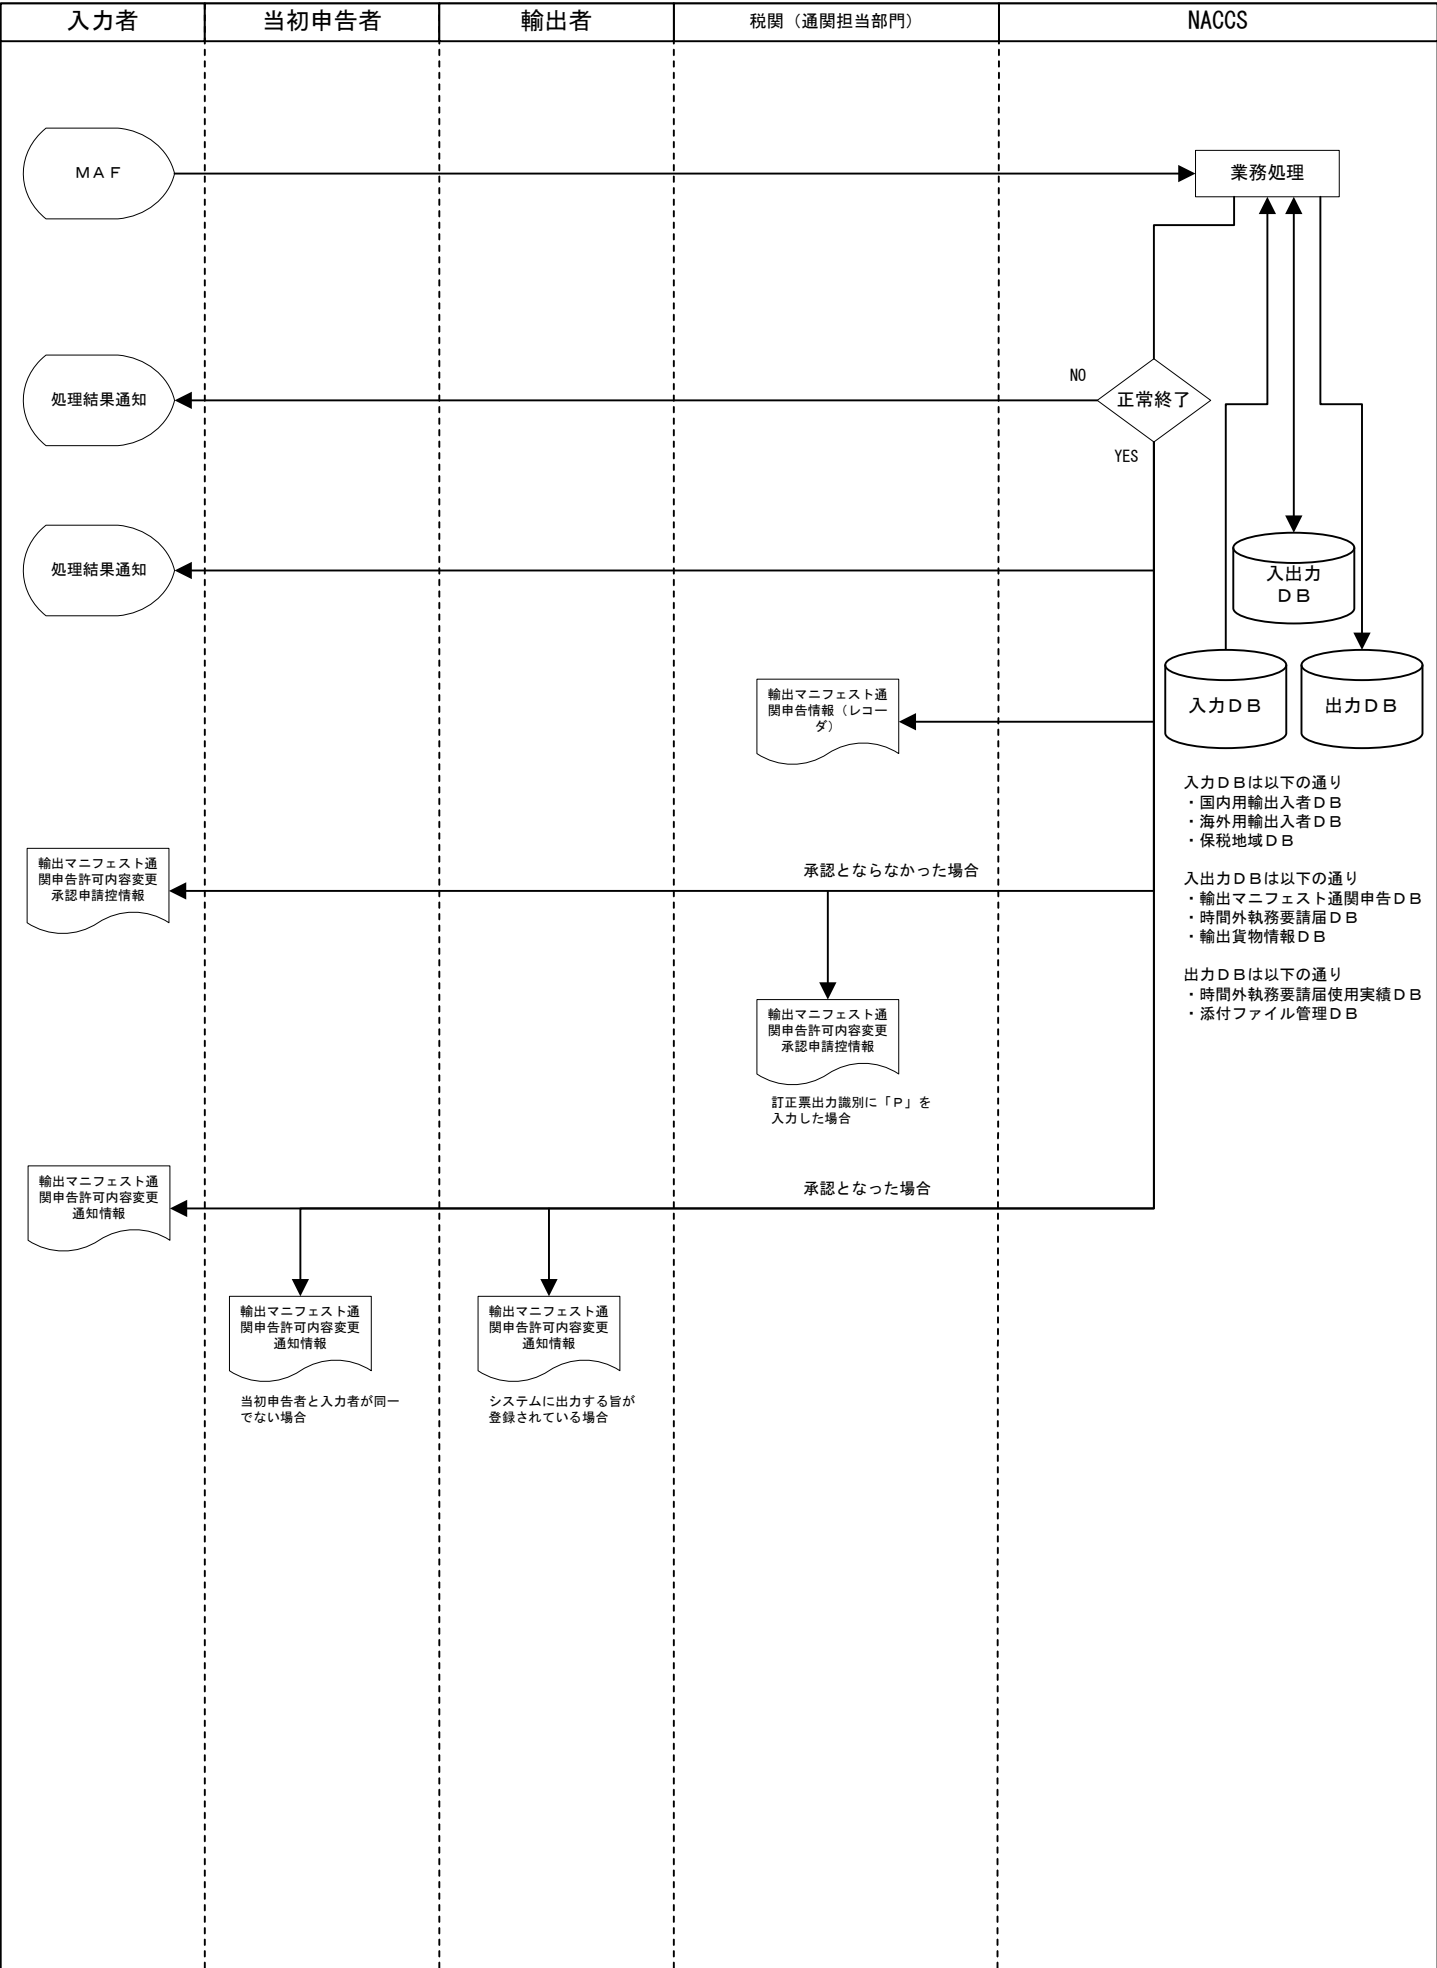 入力者
当初申告者
輸出者
税関（通関担当部門）
NACCS
ＭＡＦ
業務処理
処理結果通知
NO
正常終了
YES
処理結果通知
入出力
ＤＢ
入力ＤＢ
出力ＤＢ
輸出マニフェスト通
関申告情報（レコー
ダ）
入力ＤＢは以下の通り
・国内用輸出入者ＤＢ
・海外用輸出入者ＤＢ
・保税地域ＤＢ
入出力ＤＢは以下の通り
・輸出マニフェスト通関申告ＤＢ
・時間外執務要請届ＤＢ
・輸出貨物情報ＤＢ
出力ＤＢは以下の通り
・時間外執務要請届使用実績ＤＢ
・添付ファイル管理ＤＢ
輸出マニフェスト通
関申告許可内容変更
承認申請控情報
承認とならなかった場合
輸出マニフェスト通
関申告許可内容変更
承認申請控情報
訂正票出力識別に「Ｐ」を
入力した場合
輸出マニフェスト通
関申告許可内容変更
通知情報
承認となった場合
輸出マニフェスト通
関申告許可内容変更
通知情報
当初申告者と入力者が同一
でない場合
輸出マニフェスト通
関申告許可内容変更
通知情報
システムに出力する旨が
登録されている場合